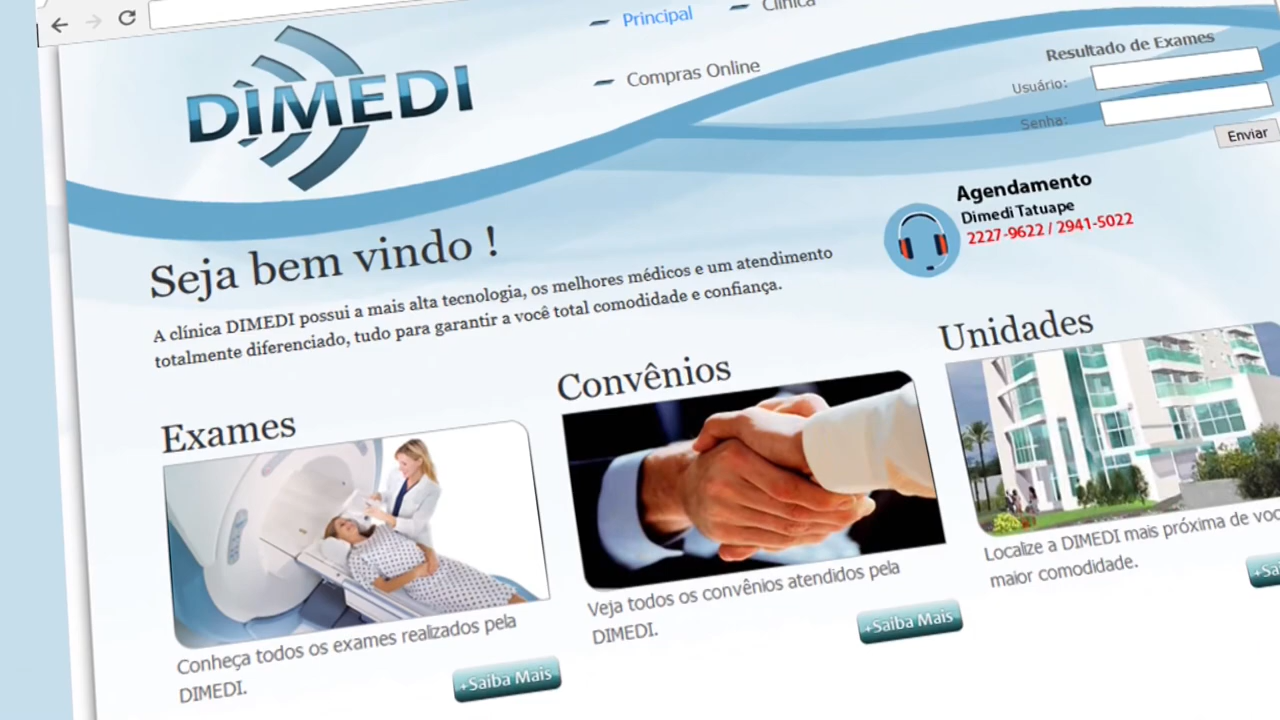 Principal
Clínica
Compras Online
DIMEDI
Resultado de Exames
Usuário:
Senha:
Enviar
Agendamento
Dimedi Tatuape
2227-9622 / 2941-5022
Seja bem vindo !
A clínica DIMEDI possui a mais alta tecnologia, os melhores médicos e um atendimento
totalmente diferenciado, tudo para garantir a você total comodidade e confiança.
Exames
Conheça todos os exames realizados pela
DIMEDI.
+Saiba Mais
Convênios
Veja todos os convênios atendidos pela
DIMEDI.
+Saiba Mais
Unidades
Localize a DIMEDI mais próxima de
maior comodidade.